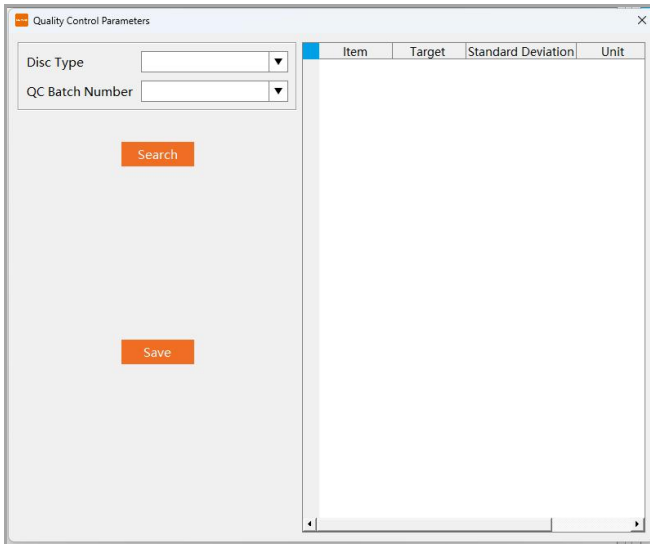 Quality Control Parameters
Disc Type
QC Batch Number
Search
Save
Item Target Standard Deviation Unit